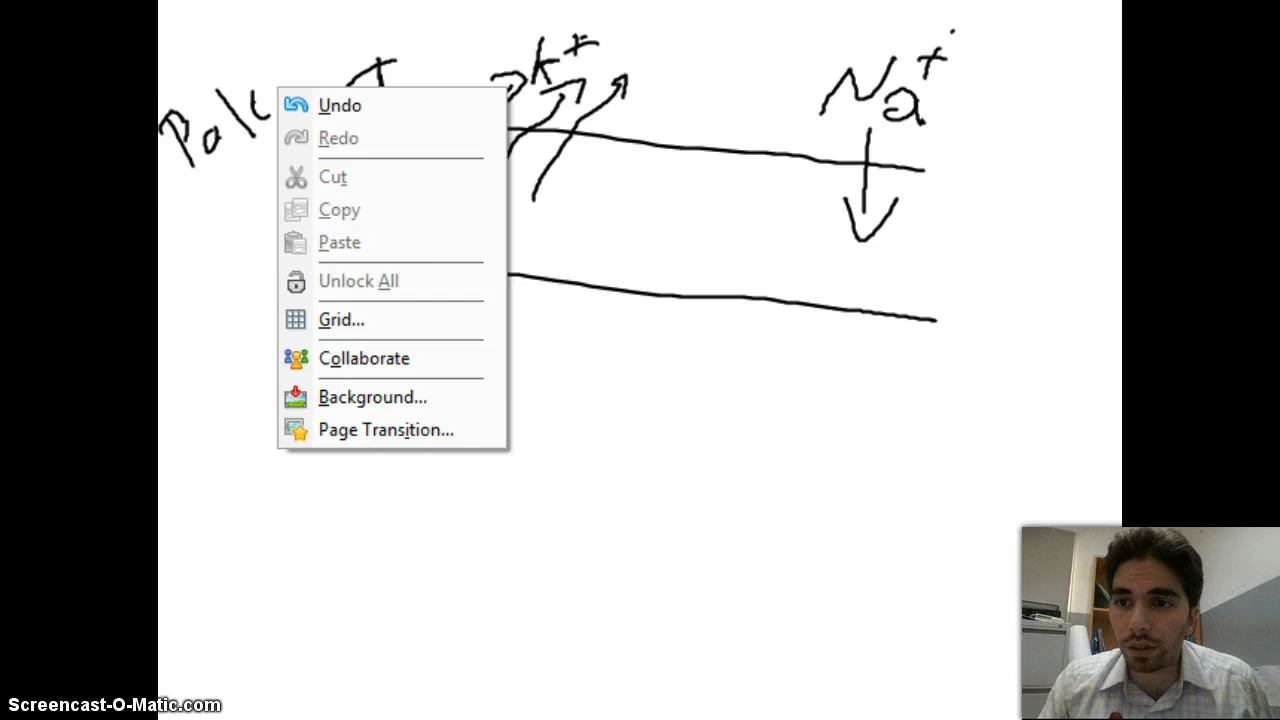 K+
Na+
Undo
Redo
Cut
Copy
Paste
Unlock All
Grid...
Collaborate
Background...
Page Transition...
Screencast-O-Matic.com